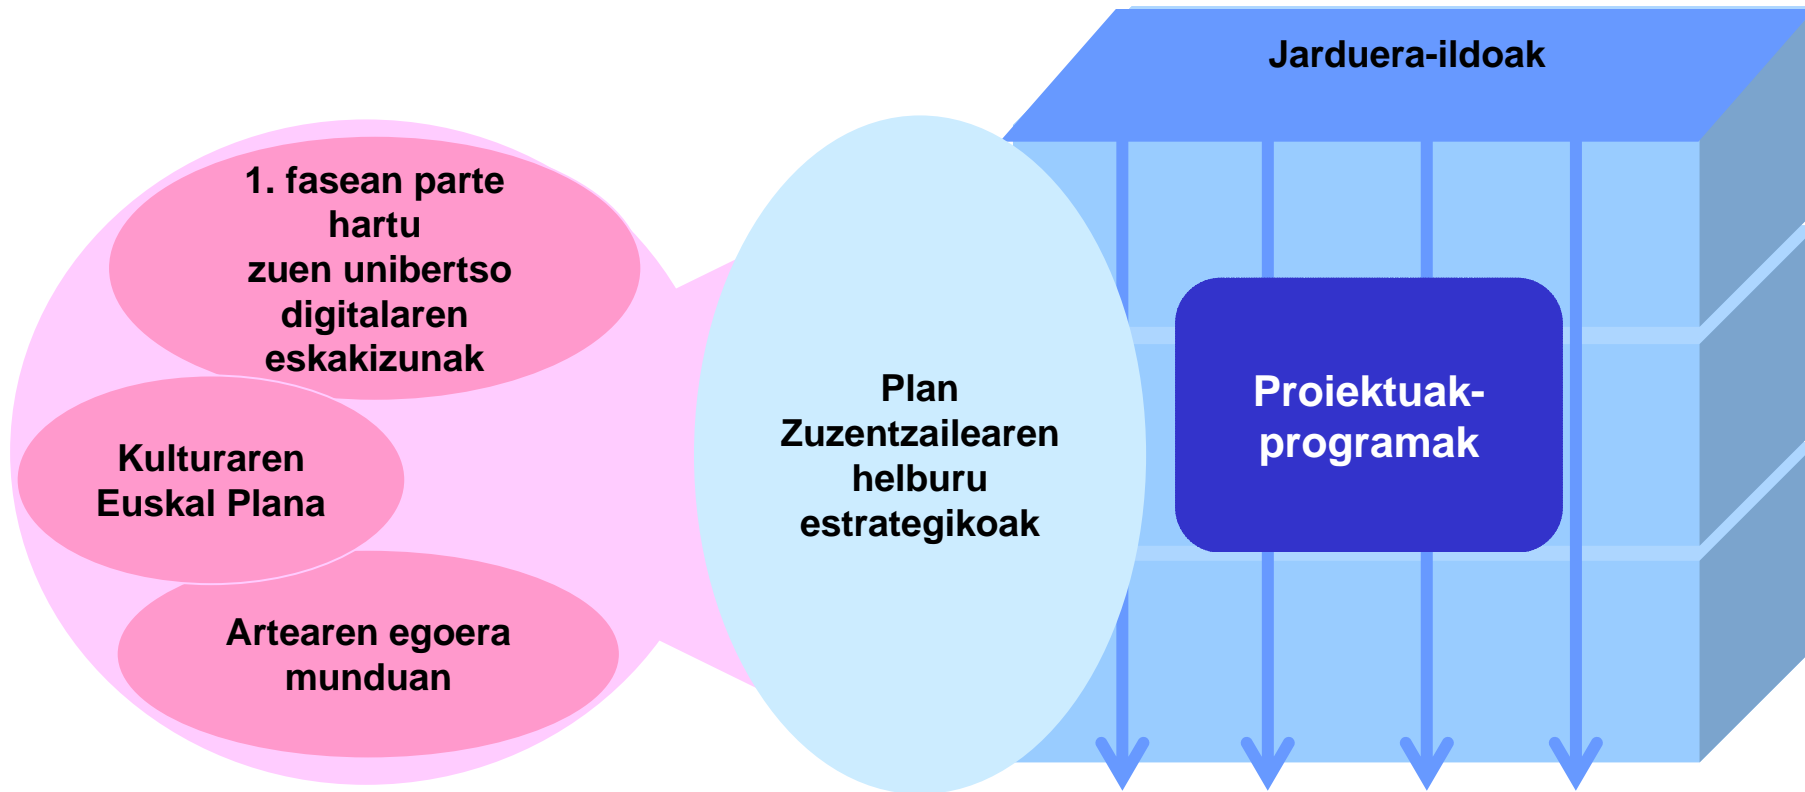 Jarduera-ildoak
1. fasean parte
hartu
zuen unibertso
digitalaren
eskakizunak
Kulturaren
Euskal Plana
Artearen egoera
munduan
Plan
Zuzentzailearen
helburu
estrategikoak
Proiektuak-
programak